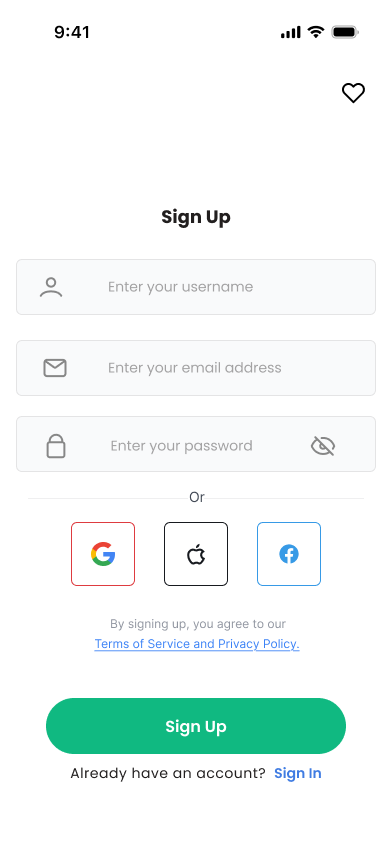 9:41
Sign Up
Enter your username
Enter your email address
Enter your password
Or
By signing up, you agree to our
Terms of Service and Privacy Policy.
Sign Up
Already have an account? Sign In